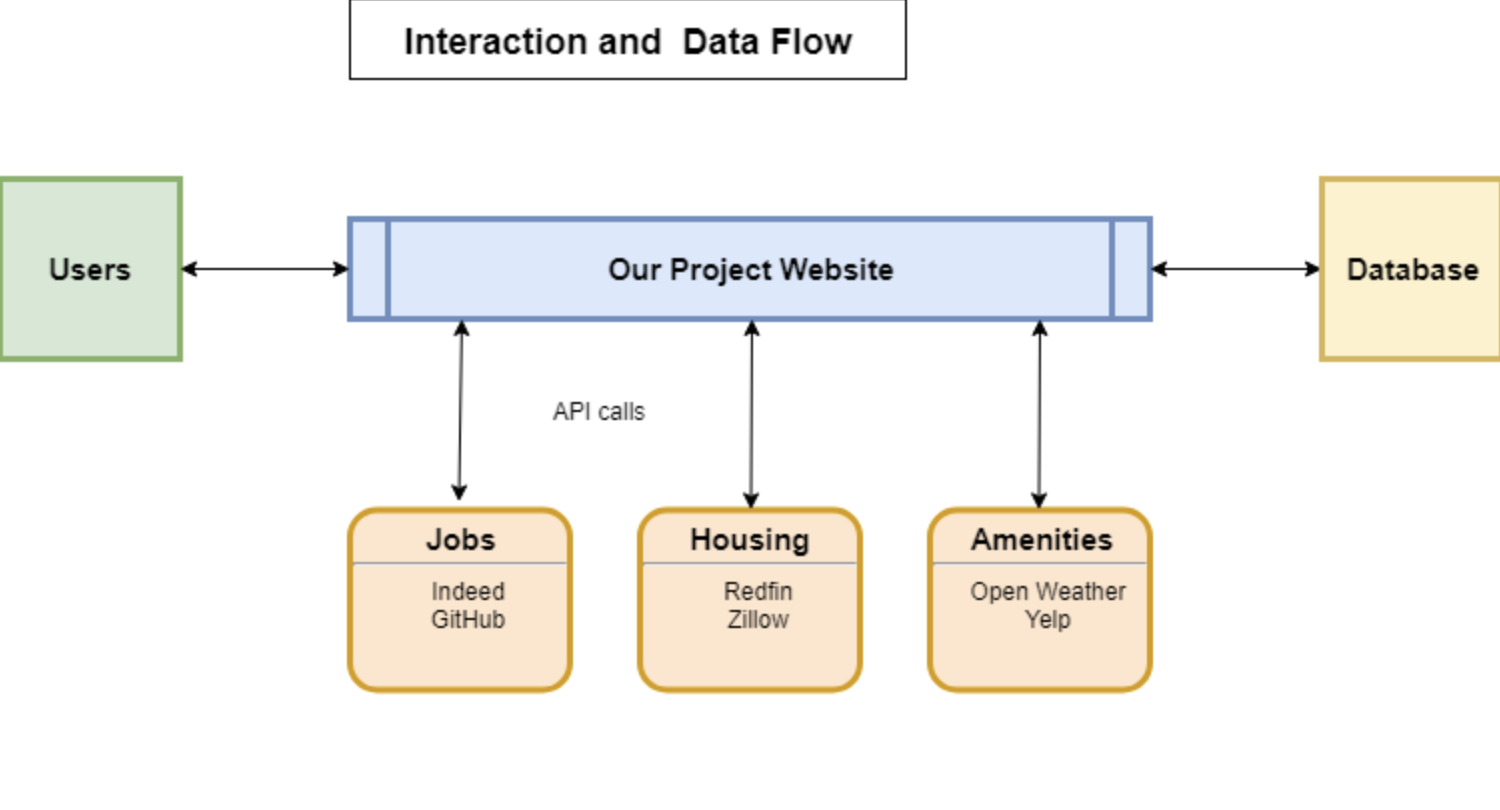 Interaction and  Data Flow
Users
Our Project Website
Database
API calls
Jobs
Indeed
GitHub
Housing
Redfin
Zillow
Amenities
Open Weather
Yelp